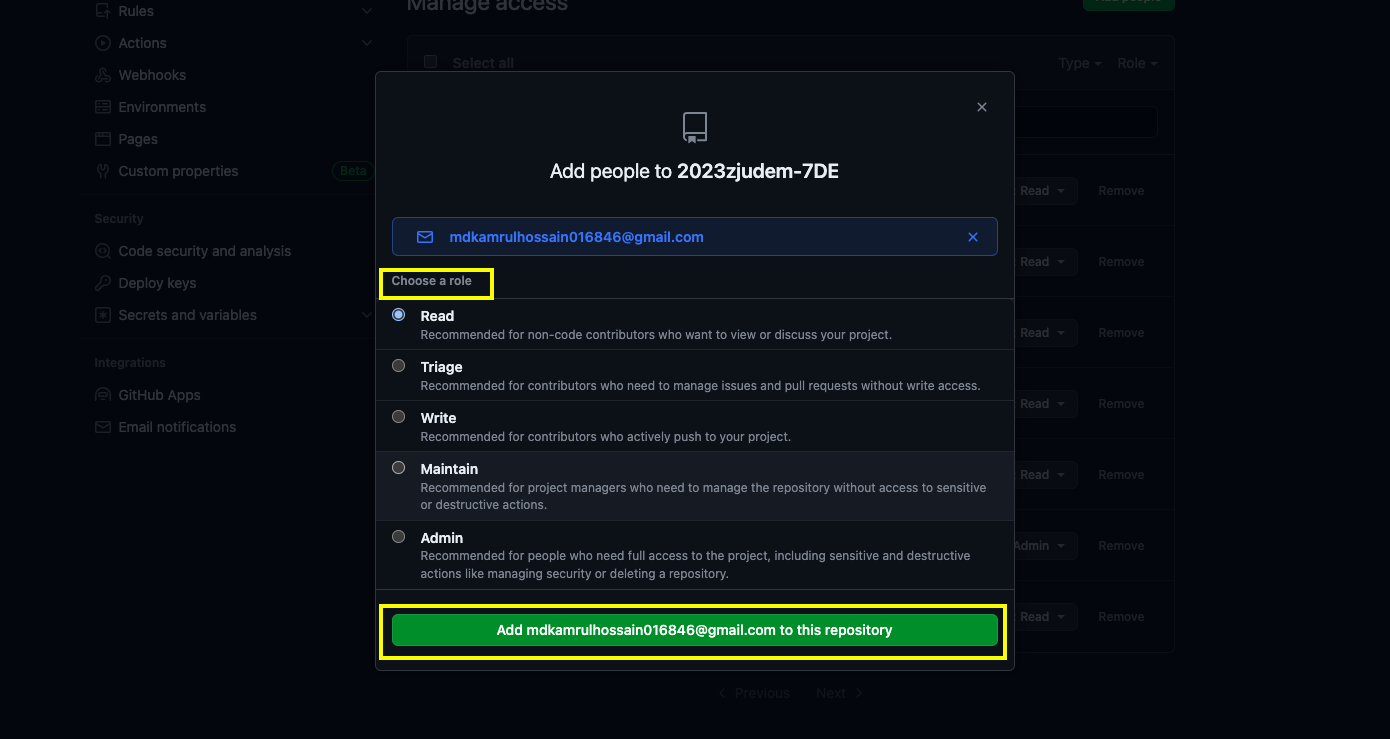 Rules
Manage access
Add people
Actions
Select all
Type
Role
Webhooks
Environments
Pages
Custom properties
Beta
Security
Code security and analysis
Deploy keys
Secrets and variables
Integrations
GitHub Apps
Email notifications
Add people to 2023zjudem-7DE
mdkamrulhossain016846@gmail.com
Choose a role
Read
Recommended for non-code contributors who want to view or discuss your project.
Triage
Recommended for contributors who need to manage issues and pull requests without write access.
Write
Recommended for contributors who actively push to your project.
Maintain
Recommended for project managers who need to manage the repository without access to sensitive
or destructive actions.
Admin
Recommended for people who need full access to the project, including sensitive and destructive
actions like managing security or deleting a repository.
Add mdkamrulhossain016846@gmail.com to this repository
Read Remove
Read Remove
Read Remove
Read Remove
Read Remove
Admin Remove
Read Remove
Previous Next